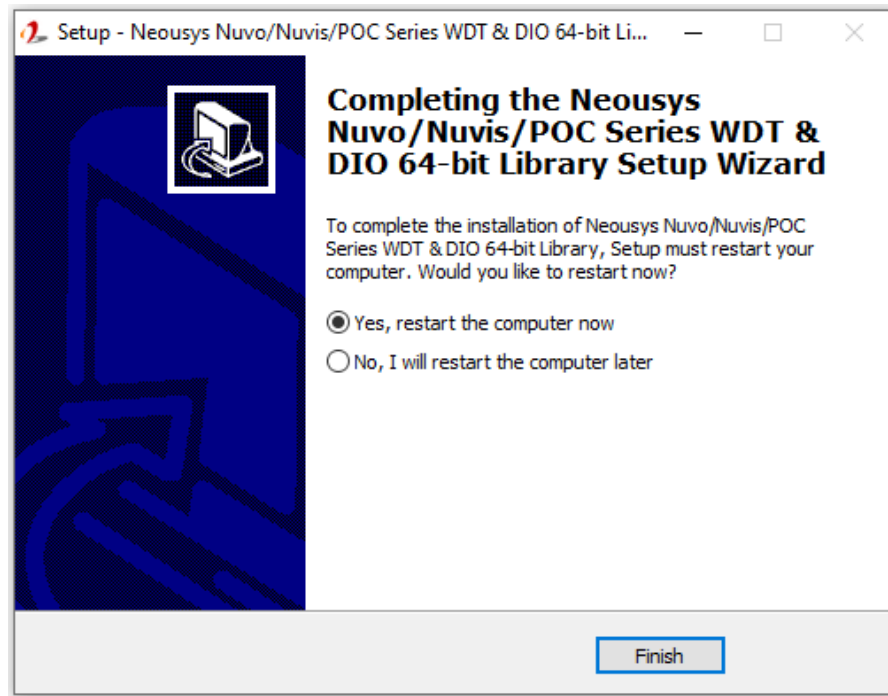 Setup - Neousys Nuvo/Nuvis/POC Series WDT & DIO 64-bit Li...
Completing the Neousys
Nuvo/Nuvis/POC Series WDT &
DIO 64-bit Library Setup Wizard
To complete the installation of Neousys Nuvo/Nuvis/POC
Series WDT & DIO 64-bit Library, Setup must restart your
computer. Would you like to restart now?
Yes, restart the computer now
No, I will restart the computer later
Finish